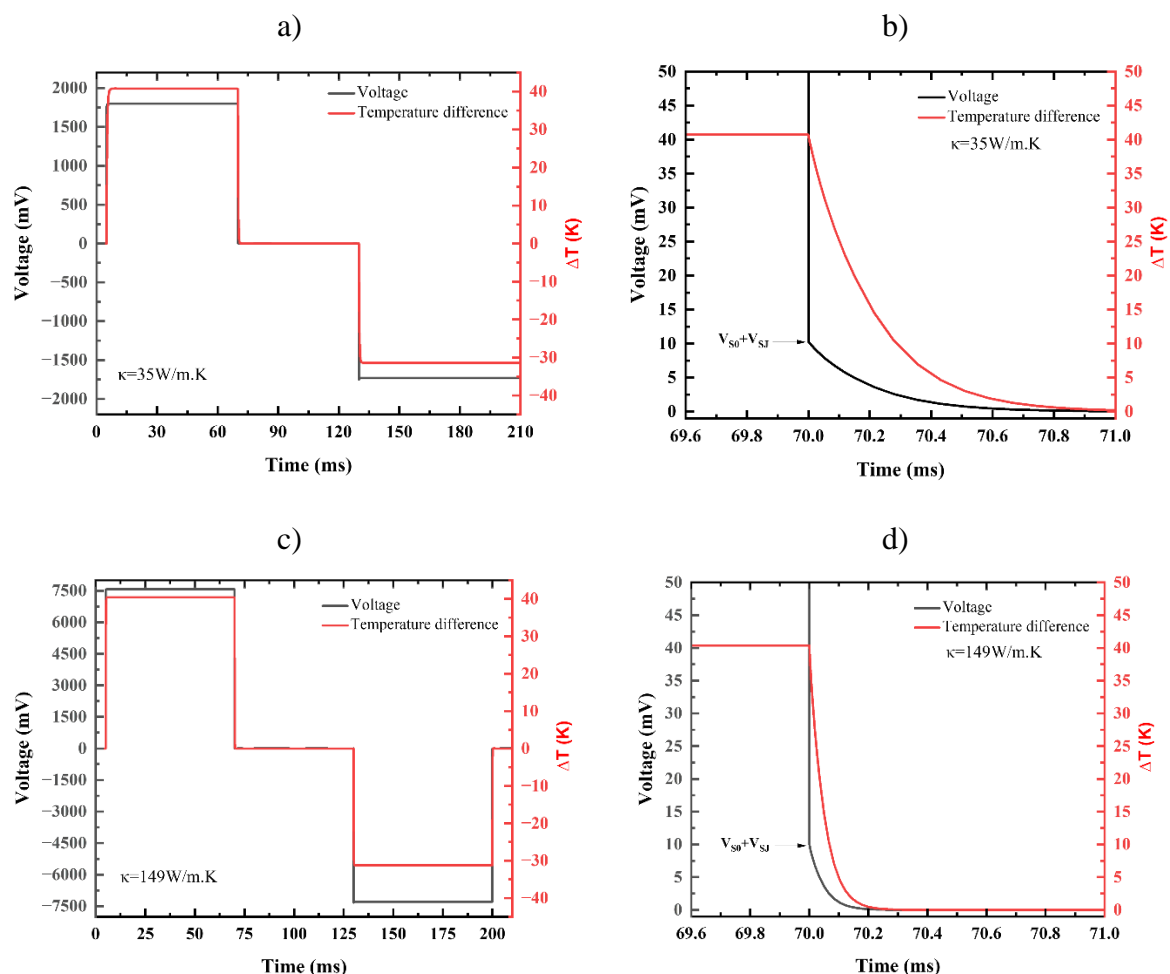 a)
2000
1500
1000
500
0
−500
−1000
−1500
−2000
Voltage (mV)
40
30
20
10
0
−10
−20
−30
−40
ΔT (K)
Voltage
Temperature difference
κ=35W/m.K
0 30 60 90 120 150 180 210
Time (ms)
b)
50
45
40
35
30
25
20
15
10
5
0
Voltage (mV)
50
45
40
35
30
25
20
15
10
5
0
ΔT (K)
Voltage
Temperature difference
κ=35W/m.K
VS0+VSJ
69.6 69.8 70.0 70.2 70.4 70.6 70.8 71.0
Time (ms)
c)
7500
6000
4500
3000
1500
0
−1500
−3000
−4500
−6000
−7500
Voltage (mV)
40
30
20
10
0
−10
−20
−30
−40
ΔT (K)
Voltage
Temperature difference
κ=149W/m.K
0 25 50 75 100 125 150 175 200
Time (ms)
d)
50
45
40
35
30
25
20
15
10
5
0
Voltage (mV)
50
45
40
35
30
25
20
15
10
5
0
ΔT (K)
Voltage
Temperature difference
κ=149W/m.K
VS0+VSJ
69.6 69.8 70.0 70.2 70.4 70.6 70.8 71.0
Time (ms)